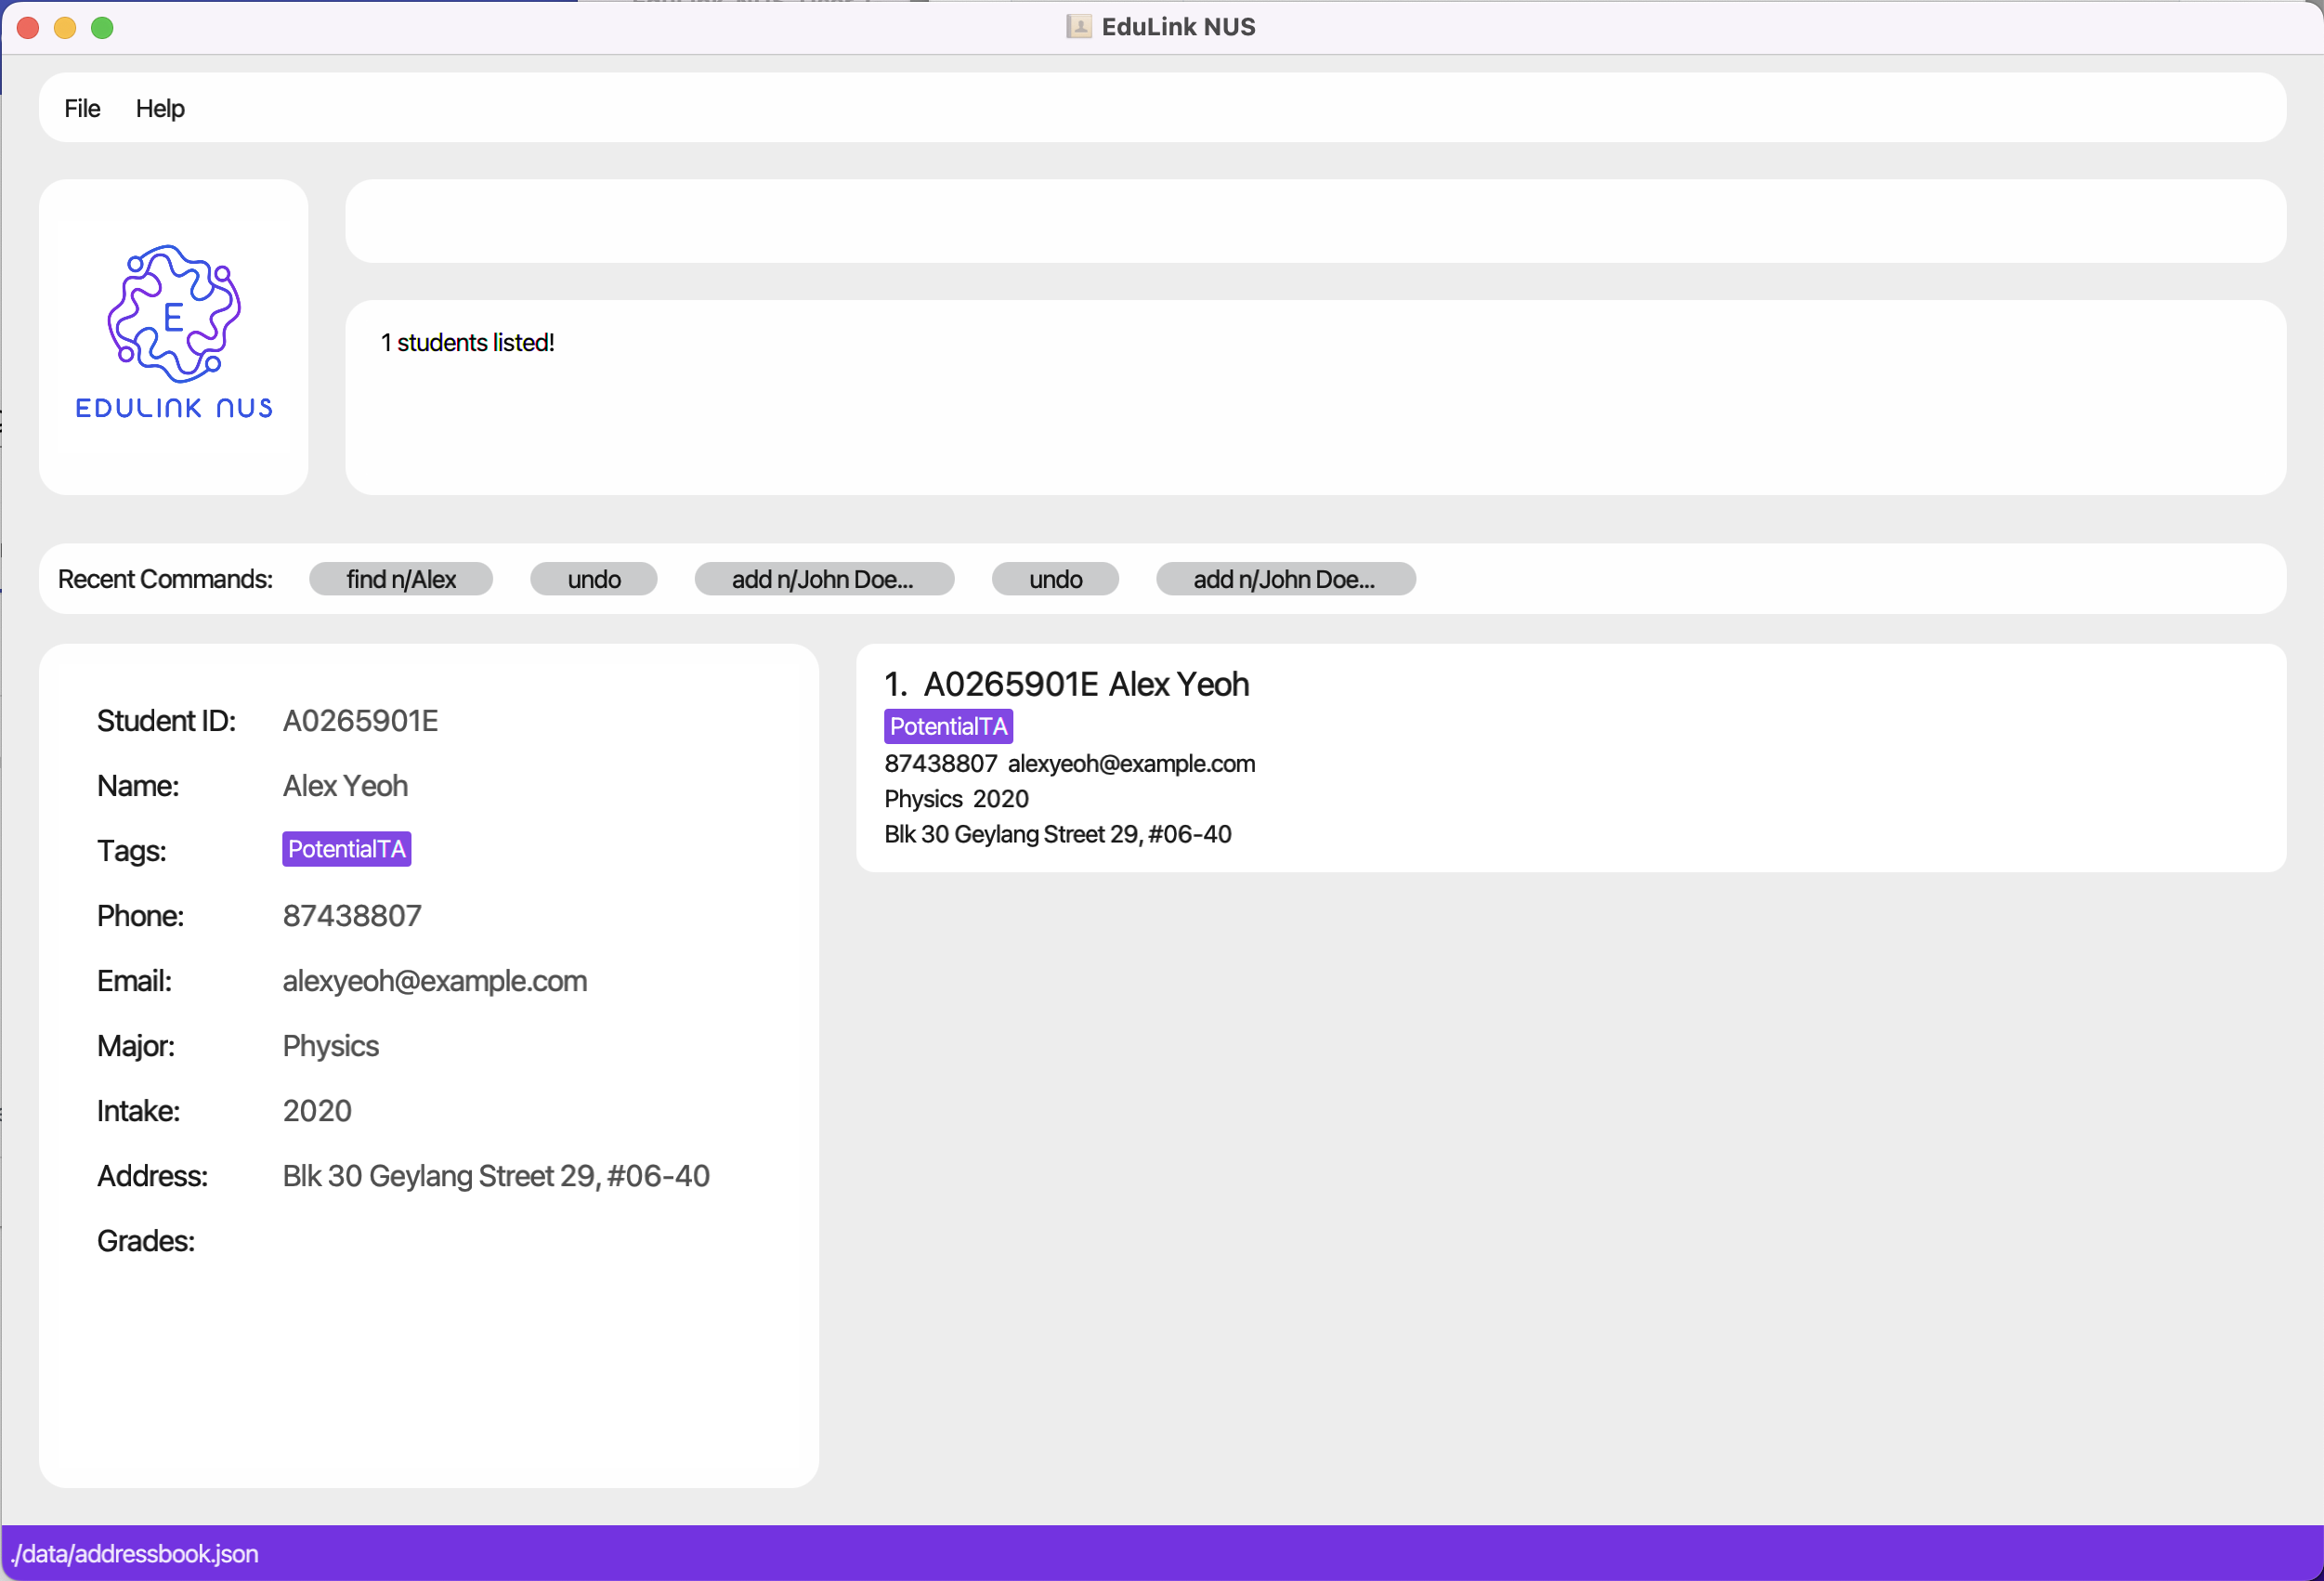 EduLink NUS
File Help
E
EDULINK NUS
1 students listed!
Recent Commands: find n/Alex undo add n/John Doe... undo add n/John Doe...
Student ID: A0265901E
Name: Alex Yeoh
Tags: PotentialTA
Phone: 87438807
Email: alexyeoh@example.com
Major: Physics
Intake: 2020
Address: Blk 30 Geylang Street 29, #06-40
Grades:
1. A0265901E Alex Yeoh
PotentialTA
87438807 alexyeoh@example.com
Physics 2020
Blk 30 Geylang Street 29, #06-40
./data/addressbook.json